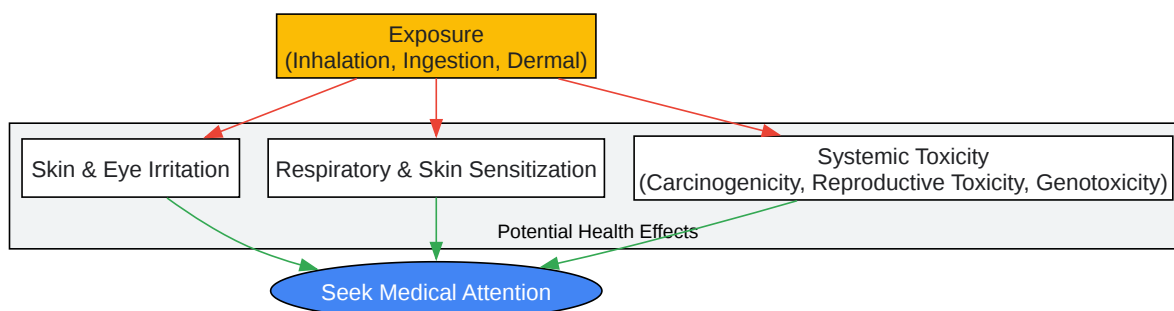 Exposure
(Inhalation, Ingestion, Dermal)
Skin & Eye Irritation
Respiratory & Skin Sensitization
Systemic Toxicity
(Carcinogenicity, Reproductive Toxicity, Genotoxicity)
Potential Health Effects
Seek Medical Attention